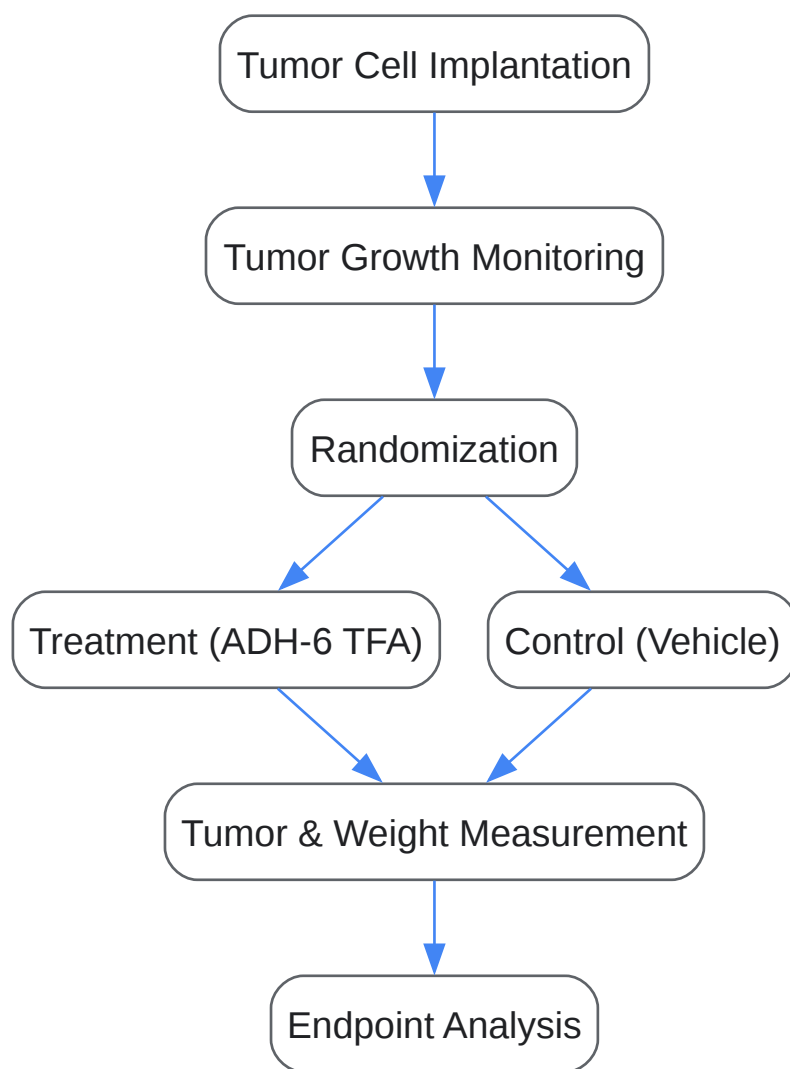 Tumor Cell Implantation
Tumor Growth Monitoring
Randomization
Treatment (ADH-6 TFA)
Control (Vehicle)
Tumor & Weight Measurement
Endpoint Analysis